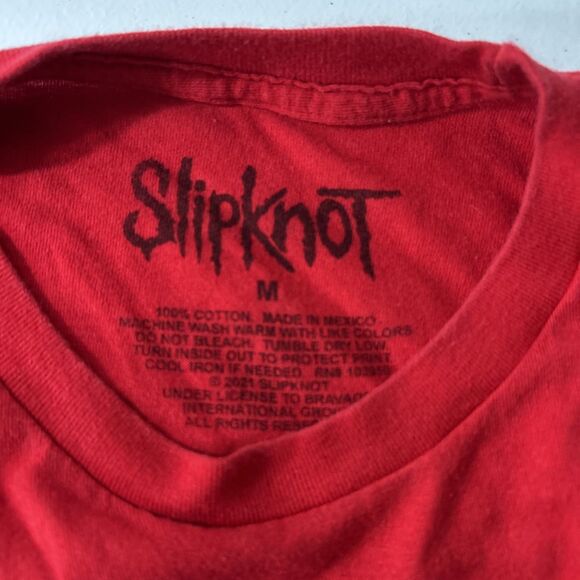 SlipKnoT
M
100% COTTON. MADE IN MEXICO
MACHINE WASH WARM WITH LIKE COLORS
DO NOT BLEACH. TUMBLE DRY LOW.
TURN INSIDE OUT TO PROTECT PRINT
COOL IRON IF NEEDED. RN#
© 2021 SLIPKNOT
UNDER LICENSE TO
INTERNATIONAL
ALL RIGHTS